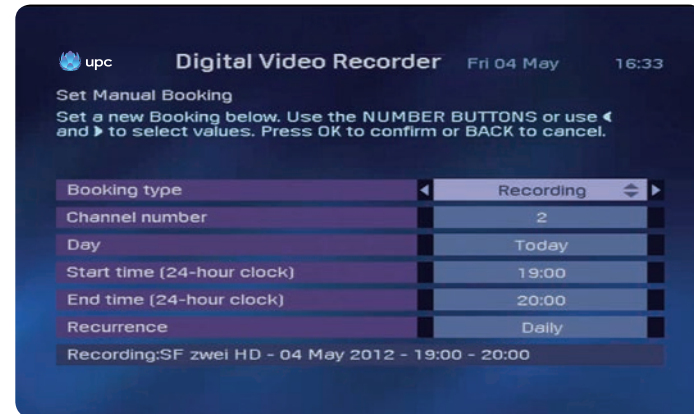 upc Digital Video Recorder Fri 04 May 16:33
Set Manual Booking
Set a new Booking below. Use the NUMBER BUTTONS or use ◀
and ▶ to select values. Press OK to confirm or BACK to cancel.
Booking type Recording
Channel number 2
Day Today
Start time (24-hour clock) 19:00
End time (24-hour clock) 20:00
Recurrence Daily
Recording:SF zwei HD - 04 May 2012 - 19:00 - 20:00